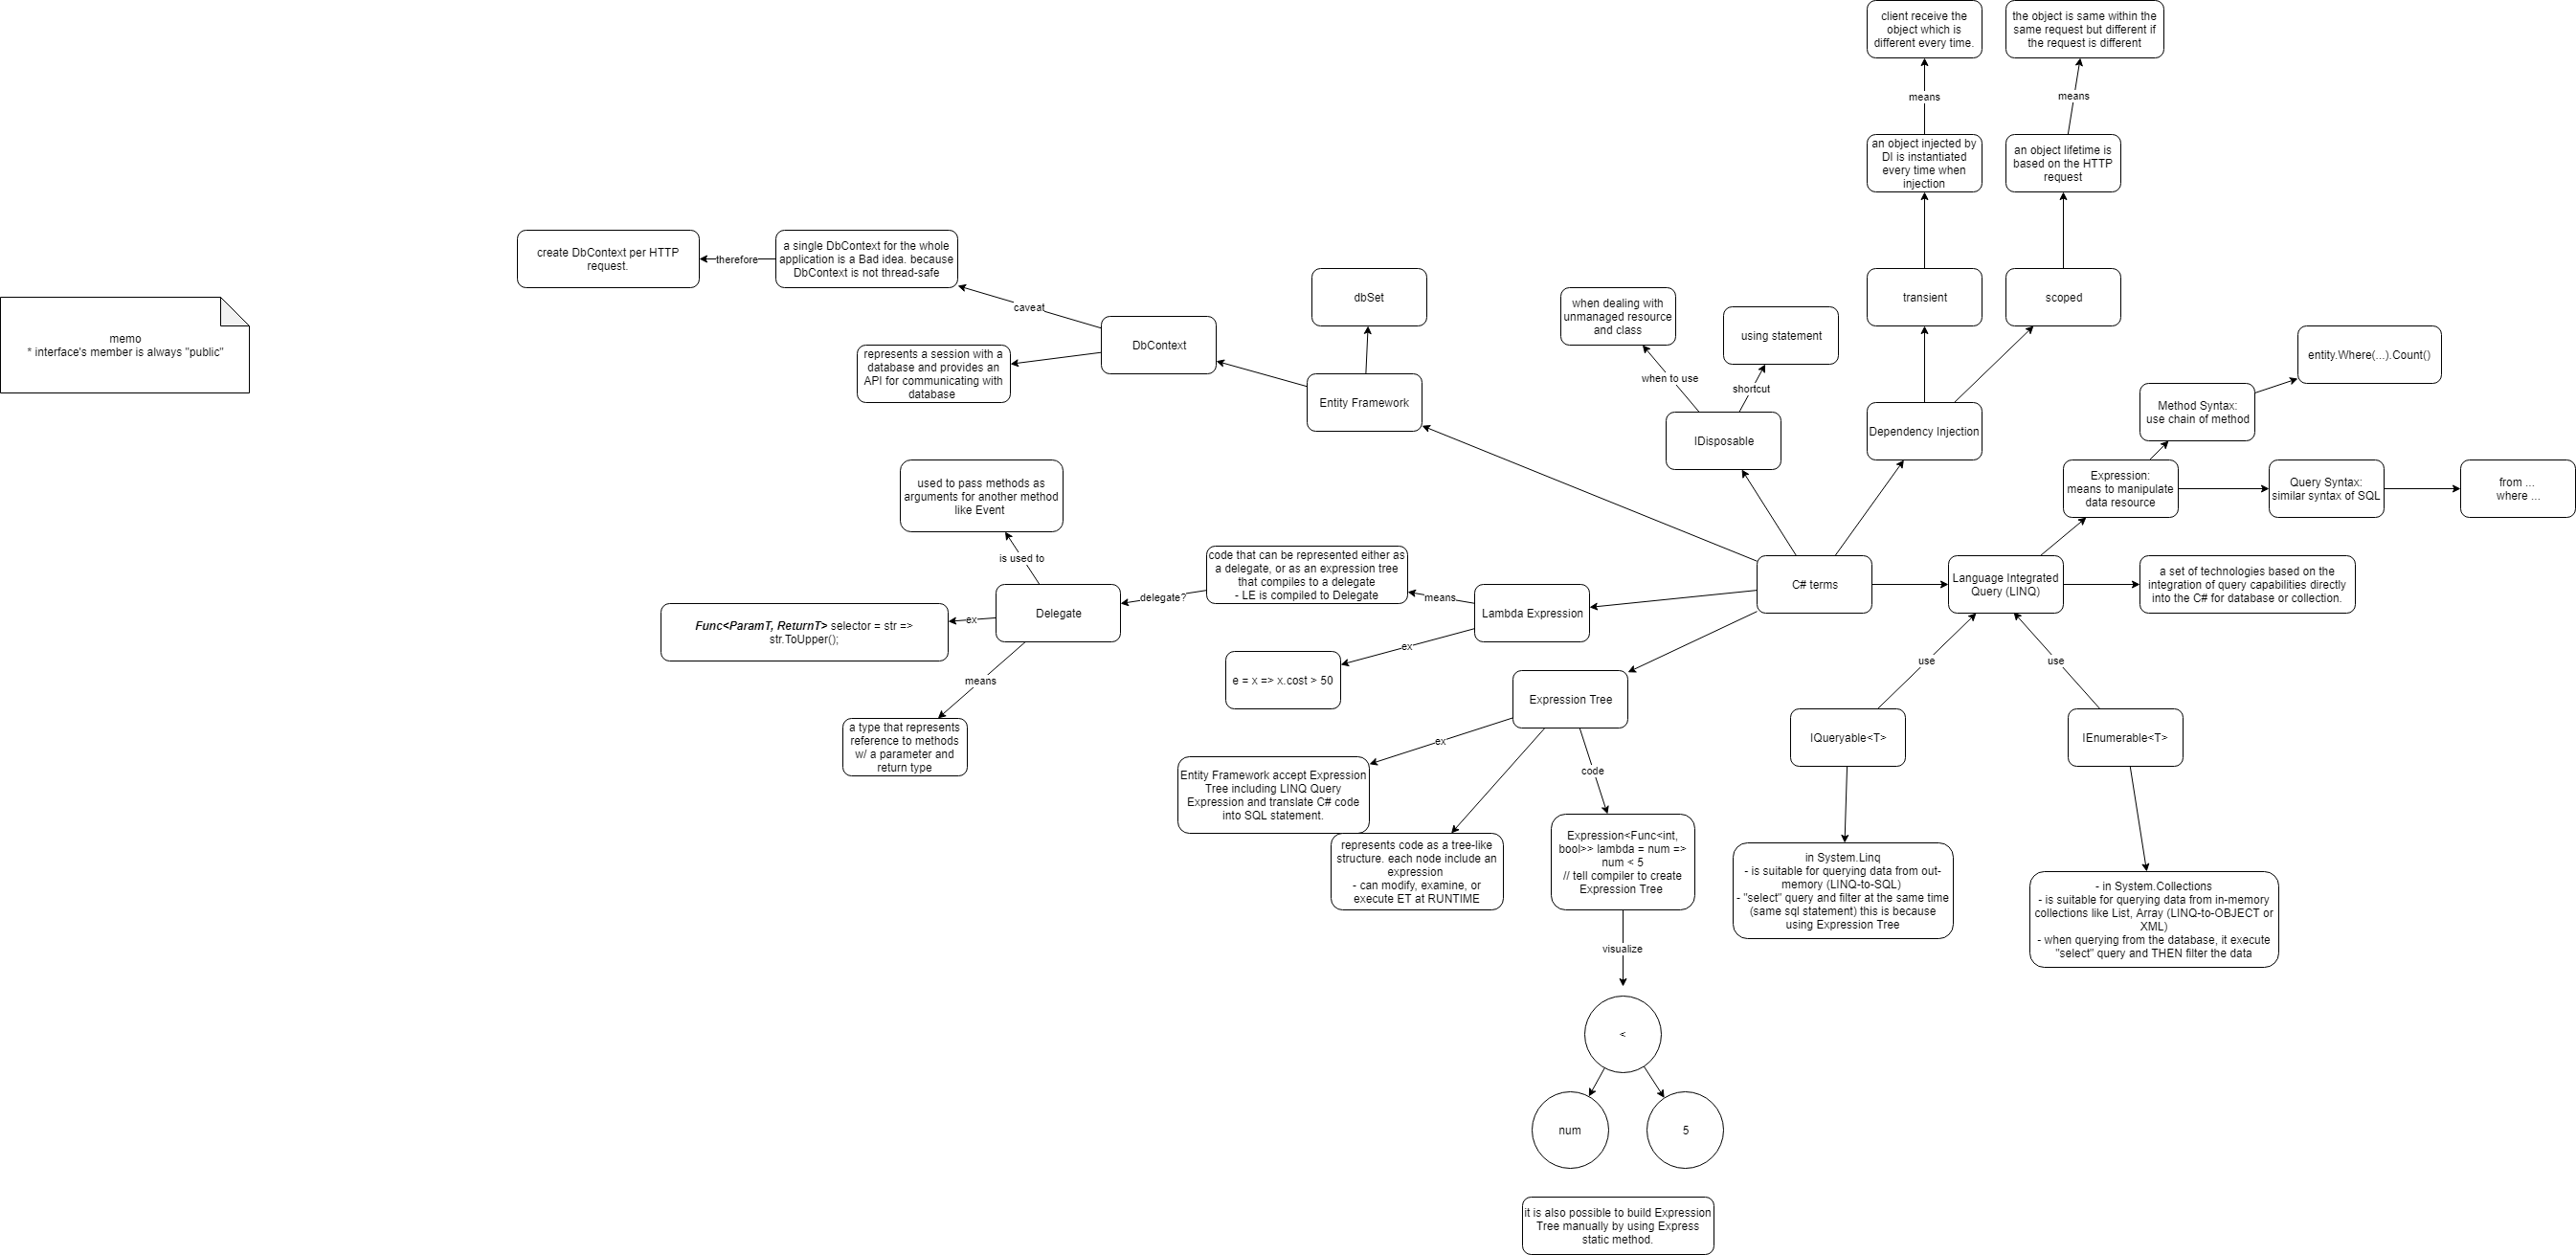 client receive the
object which is
different every time.
the object is same within the
same request but different if
the request is different
means
means
an object injected by
DI is instantiated
every time when
injection
an object lifetime is
based on the HTTP
request
transient
scoped
Dependency Injection
create DbContext per HTTP
request.
therefore
a single DbContext for the whole
application is a Bad idea. because
DbContext is not thread-safe
caveat
DbContext
represents a session with a
database and provides an
API for communicating with
database
dbSet
Entity Framework
when dealing with
unmanaged resource
and class
using statement
when to use
shortcut
IDisposable
memo
* interface's member is always "public"
entity.Where(...).Count()
Method Syntax:
use chain of method
Expression:
means to manipulate
data resource
Query Syntax:
similar syntax of SQL
from ...
where ...
used to pass methods as
arguments for another method
like Event
is used to
Delegate
delegate?
code that can be represented either as
a delegate, or as an expression tree
that compiles to a delegate
- LE is compiled to Delegate
means
Lambda Expression
C# terms
Language Integrated
Query (LINQ)
a set of technologies based on the
integration of query capabilities directly
into the C# for database or collection.
Func<ParamT, ReturnT> selector = str =>
str.ToUpper();
ex
means
a type that represents
reference to methods
w/ a parameter and
return type
ex
e = x => x.cost > 50
Expression Tree
use
use
IQueryable<T>
IEnumerable<T>
ex
code
Entity Framework accept Expression
Tree including LINQ Query
Expression and translate C# code
into SQL statement.
represents code as a tree-like
structure. each node include an
expression
- can modify, examine, or
execute ET at RUNTIME
Expression<Func<int,
bool>> lambda = num =>
num < 5
// tell compiler to create
Expression Tree
in System.Linq
- is suitable for querying data from out-
memory (LINQ-to-SQL)
- "select" query and filter at the same time
(same sql statement) this is because
using Expression Tree
- in System.Collections
- is suitable for querying data from in-memory
collections like List, Array (LINQ-to-OBJECT or
XML)
- when querying from the database, it execute
"select" query and THEN filter the data
visualize
<
num
5
it is also possible to build Expression
Tree manually by using Express
static method.